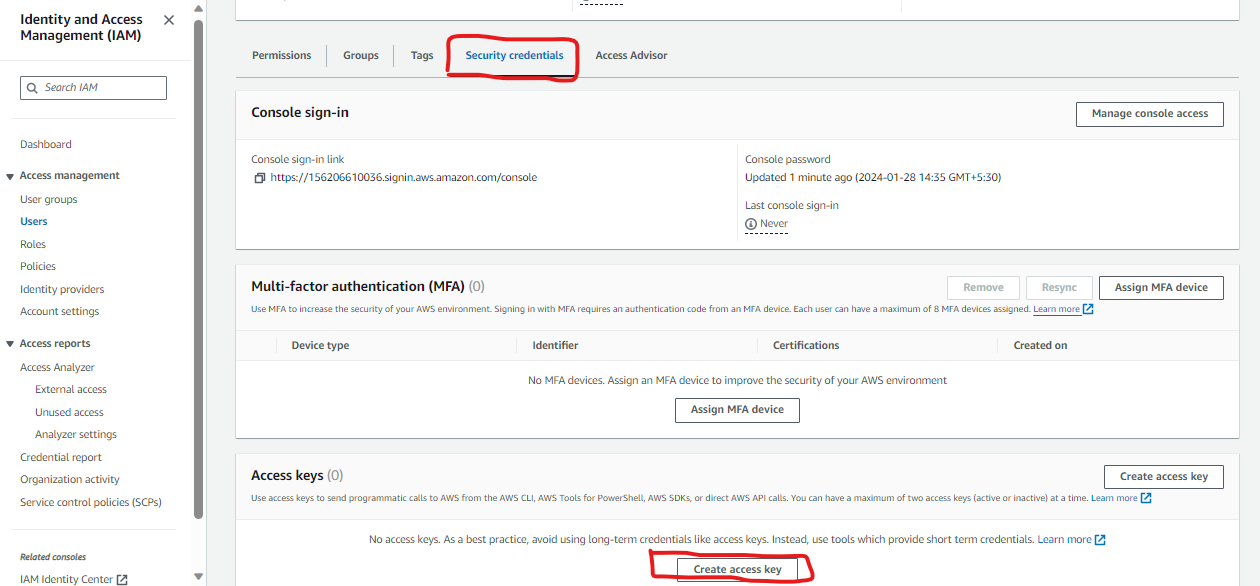 Identity and Access
Management (IAM)
Search IAM
Dashboard
Access management
User groups
Users
Roles
Policies
Identity providers
Account settings
Access reports
Access Analyzer
External access
Unused access
Analyzer settings
Credential report
Organization activity
Service control policies (SCPs)
Related consoles
IAM Identity Center
Permissions
Groups
Tags
Security credentials
Access Advisor
Console sign-in
Manage console access
Console sign-in link
https://156206610036.signin.aws.amazon.com/console
Console password
Updated 1 minute ago (2024-01-28 14:35 GMT+5:30)
Last console sign-in
Never
Multi-factor authentication (MFA) (0)
Remove
Resync
Assign MFA device
Use MFA to increase the security of your AWS environment. Signing in with MFA requires an authentication code from an MFA device. Each user can have a maximum of 8 MFA devices assigned. Learn more
Device type
Identifier
Certifications
Created on
No MFA devices. Assign an MFA device to improve the security of your AWS environment
Assign MFA device
Access keys (0)
Create access key
Use access keys to send programmatic calls to AWS from the AWS CLI, AWS Tools for PowerShell, AWS SDKs, or direct AWS API calls. You can have a maximum of two access keys (active or inactive) at a time. Learn more
No access keys. As a best practice, avoid using long-term credentials like access keys. Instead, use tools which provide short term credentials. Learn more
Create access key